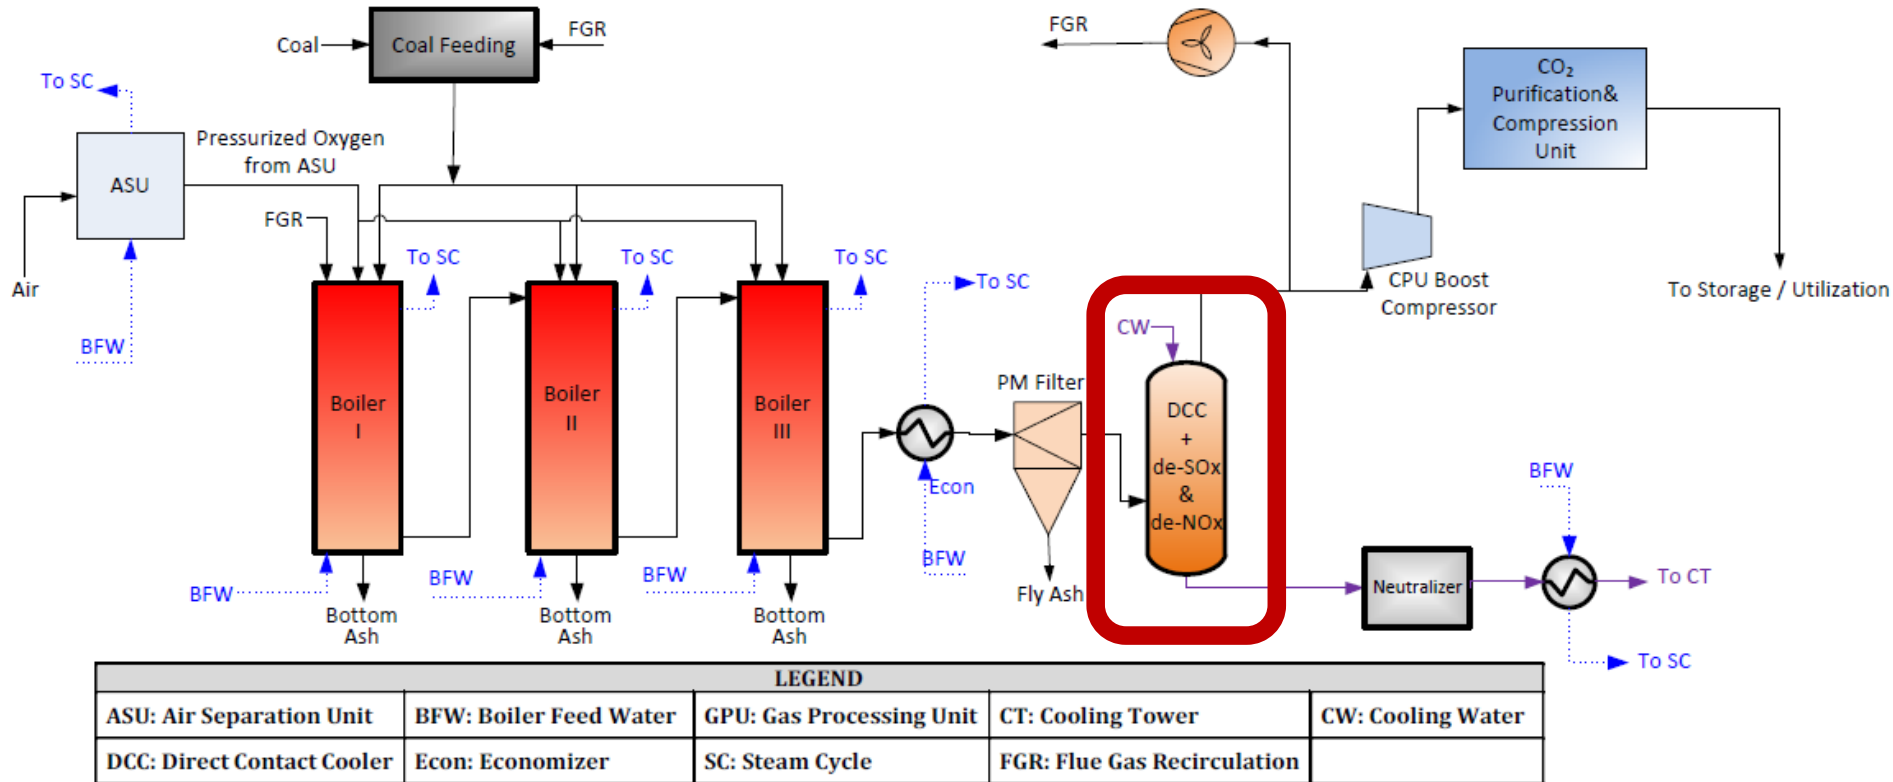 Coal
Coal Feeding
FGR
FGR
CO₂
Purification&
Compression
Unit
To SC
Pressurized Oxygen
from ASU
ASU
FGR
Air
BFW
To SC
To SC
To SC
To SC
CPU Boost
Compressor
To Storage / Utilization
CW
Boiler
I
Boiler
II
Boiler
III
PM Filter
DCC
+
de-SOx
&
de-NOx
Econ
BFW
BFW
BFW
BFW
BFW
Bottom
Ash
Bottom
Ash
Bottom
Ash
Fly Ash
Neutralizer
To CT
To SC
LEGEND
ASU: Air Separation Unit
BFW: Boiler Feed Water
GPU: Gas Processing Unit
CT: Cooling Tower
CW: Cooling Water
DCC: Direct Contact Cooler
Econ: Economizer
SC: Steam Cycle
FGR: Flue Gas Recirculation